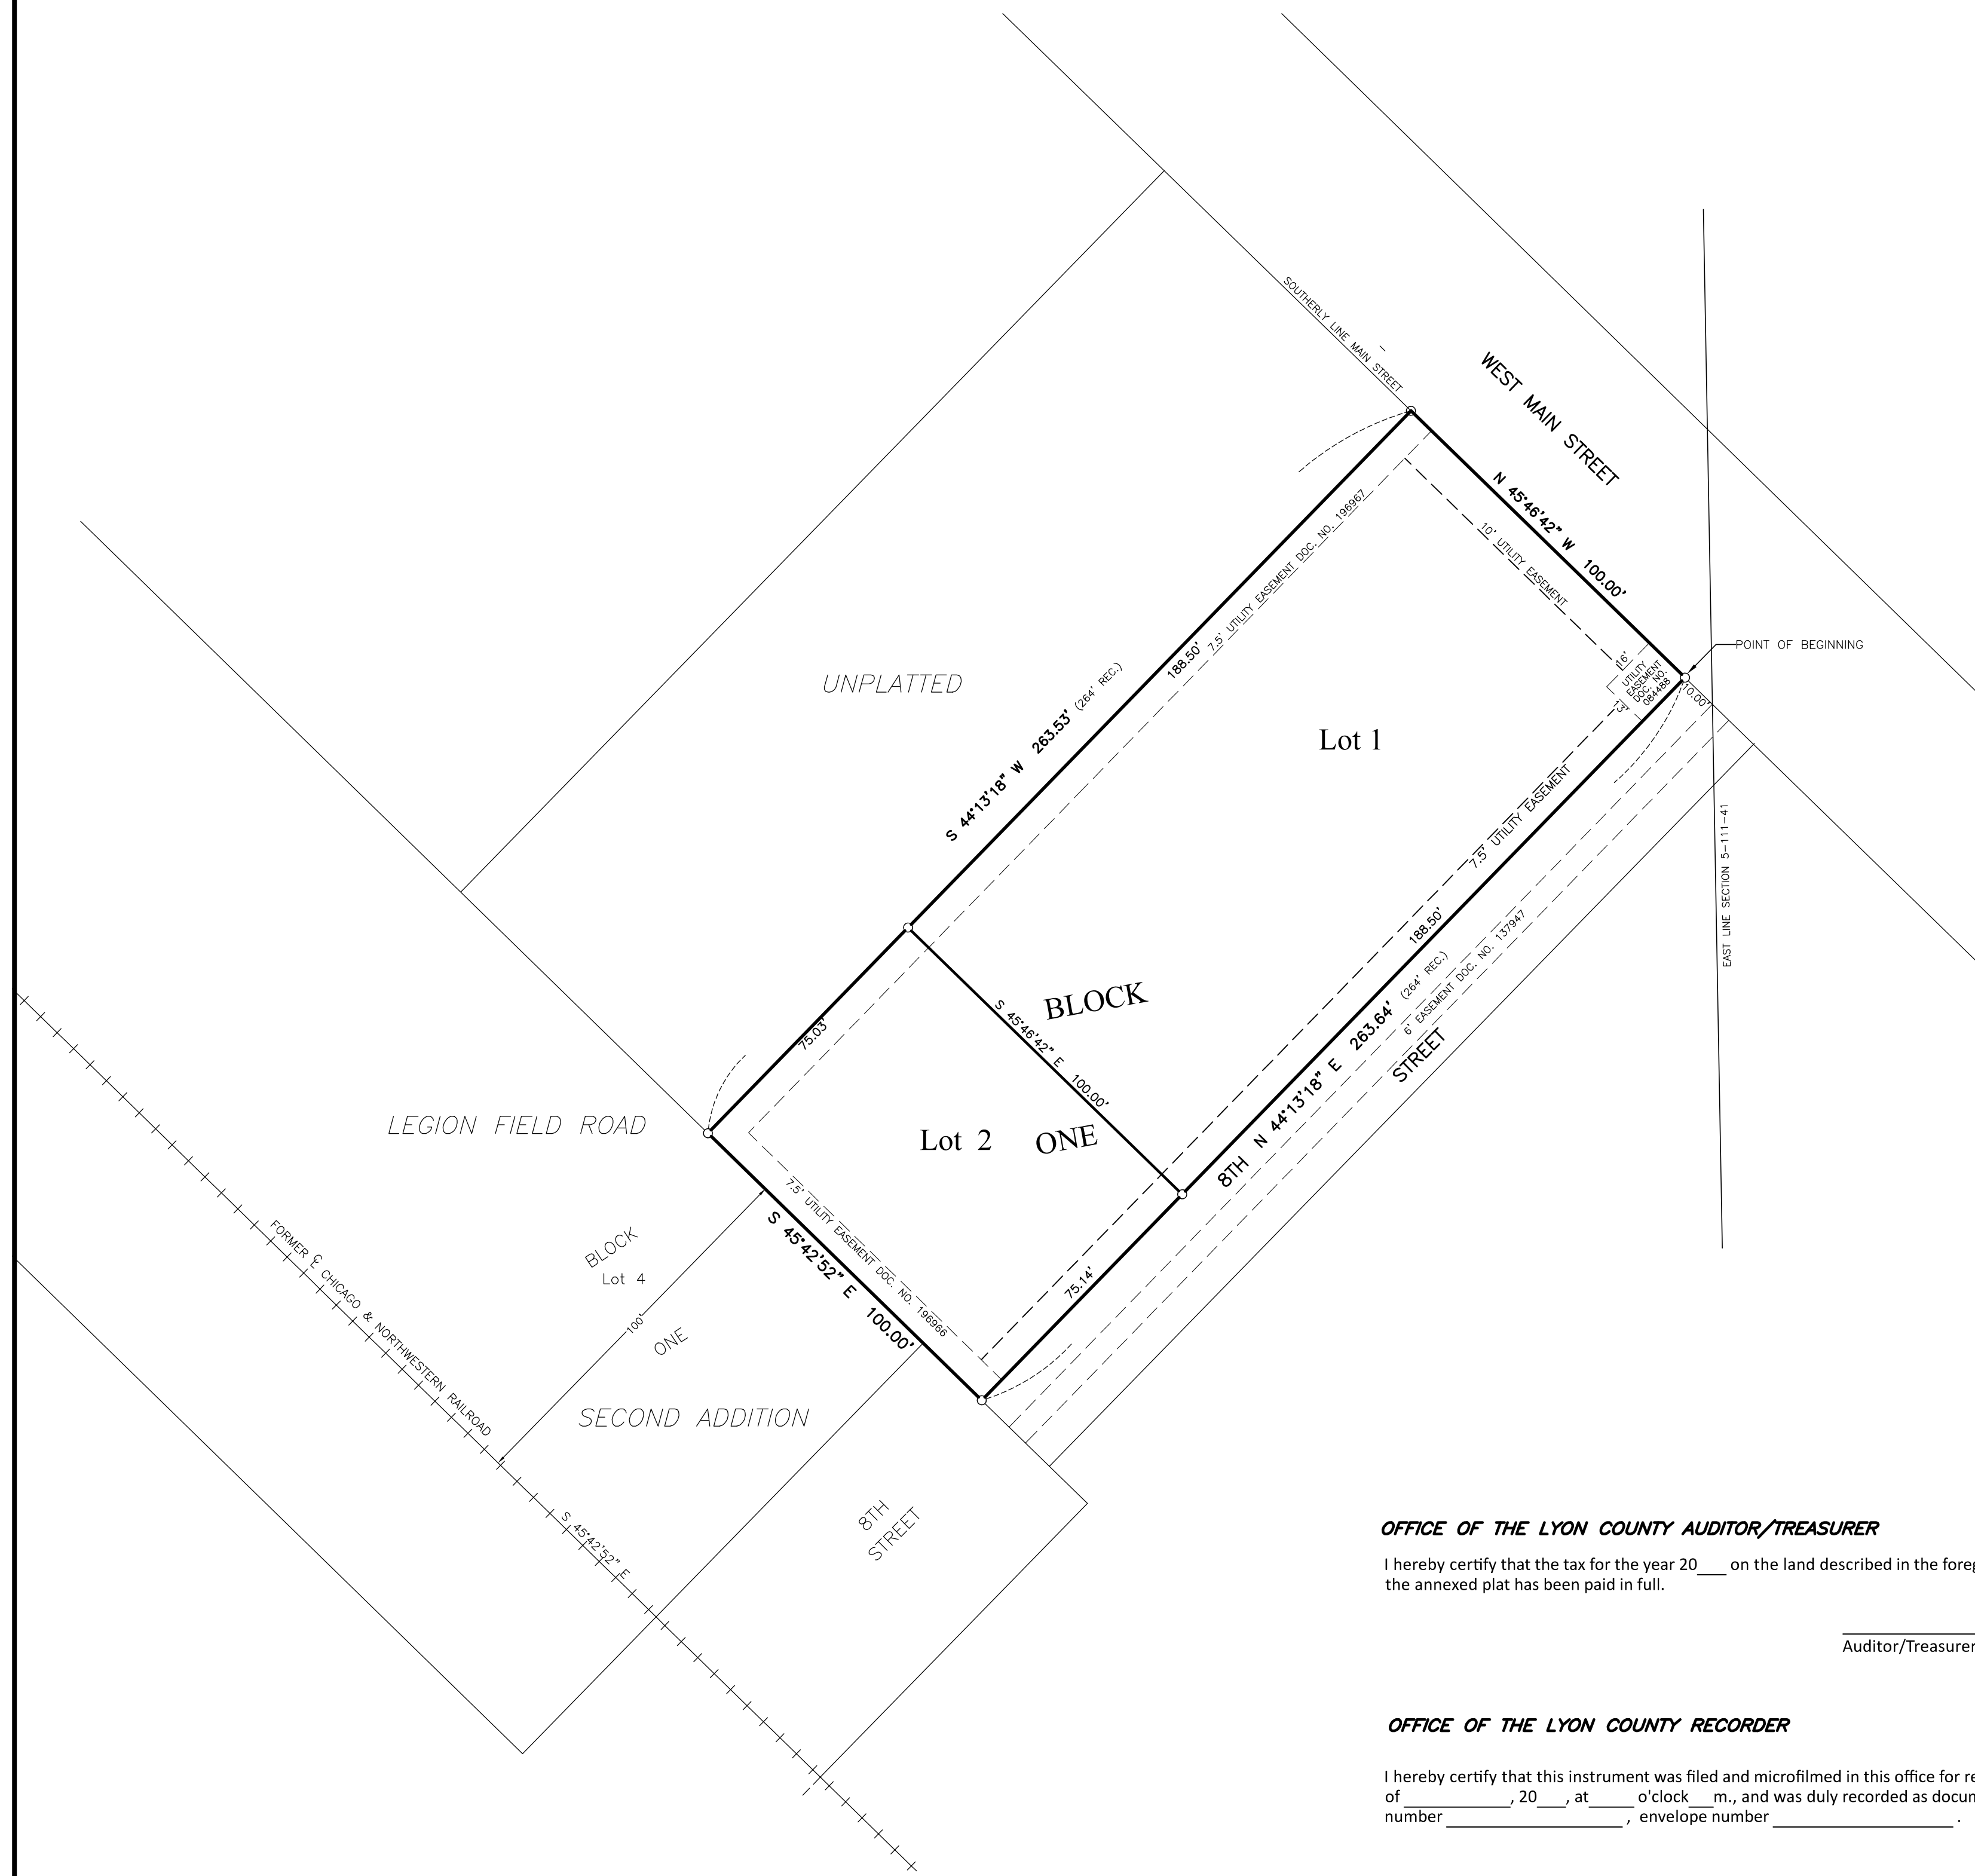 SOUTHERLY LINE MAIN STREET
WEST MAIN STREET
N 45°46'42" W 100.00'
10' UTILITY EASEMENT
7.5' UTILITY EASEMENT DOC. NO. 196967
188.50'
S 44°13'18" W 263.53' (264' REC.)
UNPLATTED
POINT OF BEGINNING
16'
UTILITY
EASEMENT
DOC. NO.
084488
13'
10.00'
Lot 1
7.5' UTILITY EASEMENT
188.50'
EAST LINE SECTION 5-111-41
8TH N 44°13'18" E 263.64' (264' REC.)
6' EASEMENT DOC. NO. 137947
STREET
BLOCK
S 45°46'42" E 100.00'
75.03'
Lot 2
ONE
LEGION FIELD ROAD
7.5' UTILITY EASEMENT DOC. NO. 196966
S 45°42'52" E 100.00'
75.14'
BLOCK
Lot 4
100'
ONE
FORMER ℄ CHICAGO & NORTHWESTERN RAILROAD
SECOND ADDITION
S 45°42'52" E
8TH
STREET
OFFICE OF THE LYON COUNTY AUDITOR/TREASURER
I hereby certify that the tax for the year 20___ on the land described in the foreg
the annexed plat has been paid in full.
Auditor/Treasurer
OFFICE OF THE LYON COUNTY RECORDER
I hereby certify that this instrument was filed and microfilmed in this office for re
of ____________, 20___, at_____ o'clock___m., and was duly recorded as docum
number ____________________ , envelope number ____________________ .